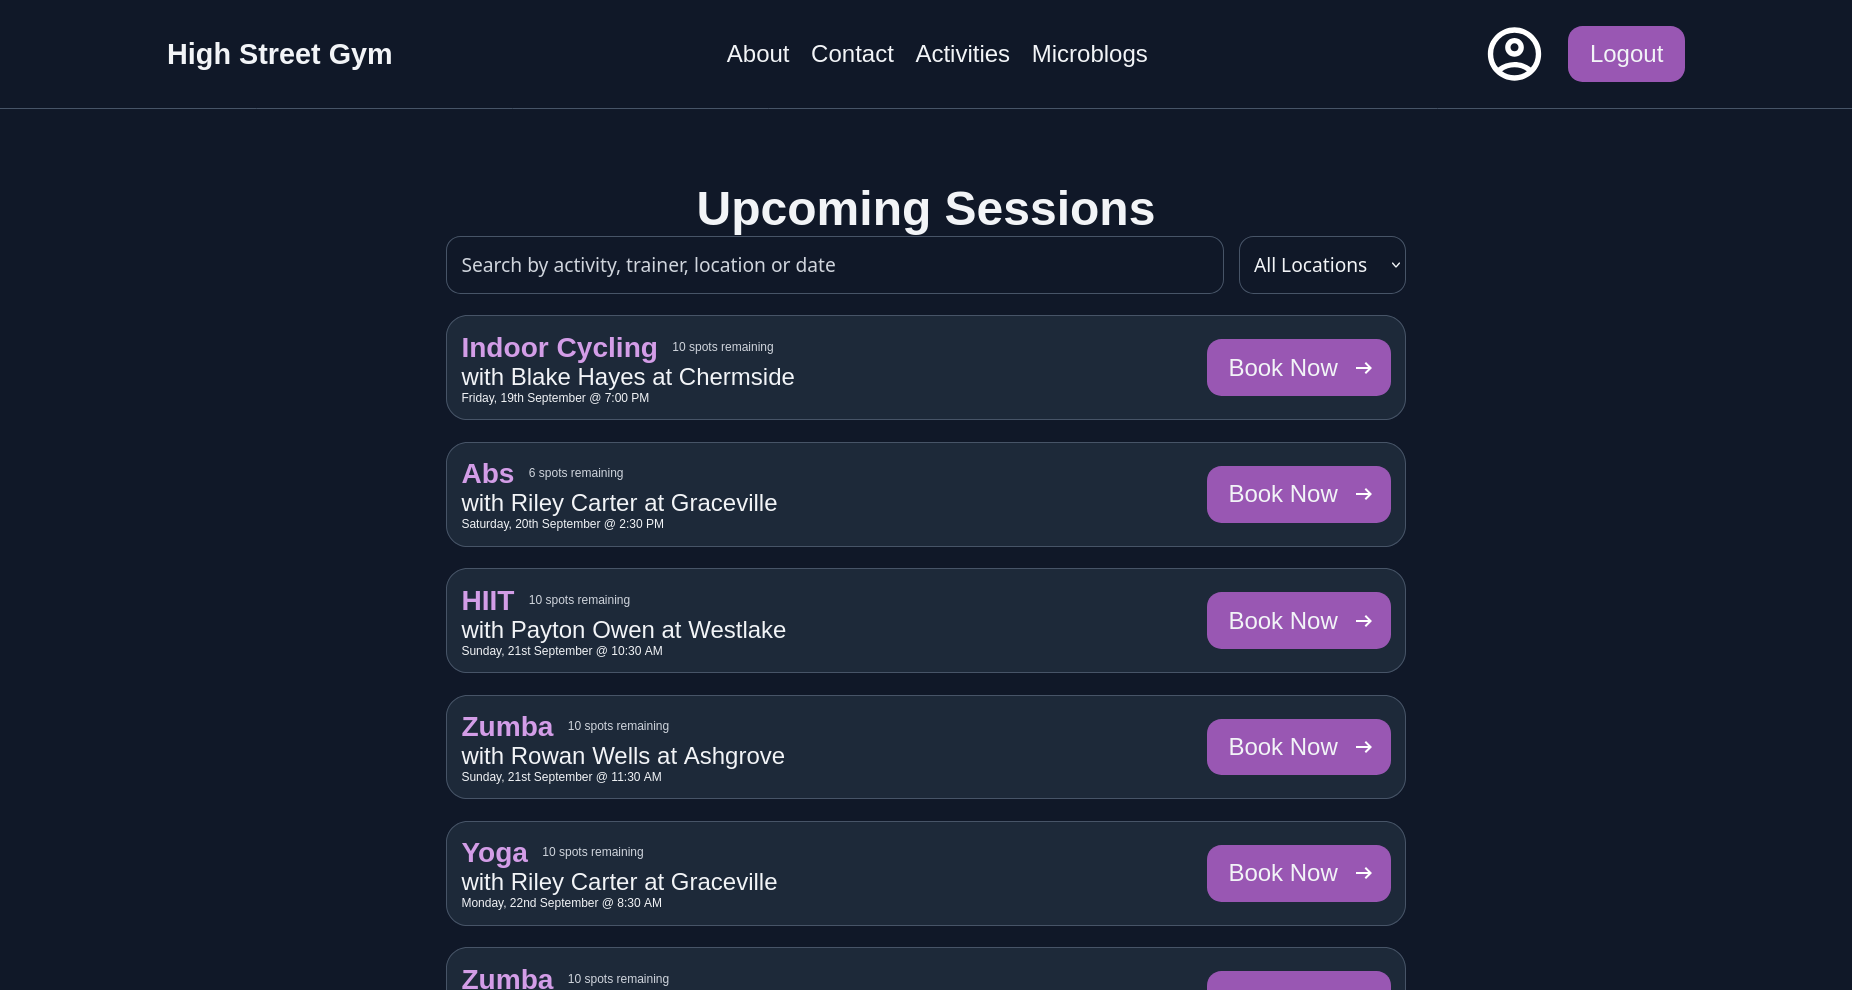 High Street Gym
About Contact Activities Microblogs
Logout
Upcoming Sessions
Search by activity, trainer, location or date
All Locations
Indoor Cycling 10 spots remaining
with Blake Hayes at Chermside
Friday, 19th September @ 7:00 PM
Book Now
Abs 6 spots remaining
with Riley Carter at Graceville
Saturday, 20th September @ 2:30 PM
Book Now
HIIT 10 spots remaining
with Payton Owen at Westlake
Sunday, 21st September @ 10:30 AM
Book Now
Zumba 10 spots remaining
with Rowan Wells at Ashgrove
Sunday, 21st September @ 11:30 AM
Book Now
Yoga 10 spots remaining
with Riley Carter at Graceville
Monday, 22nd September @ 8:30 AM
Book Now
Zumba 10 spots remaining